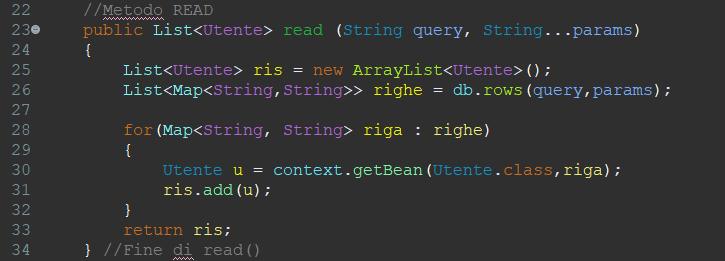 22 //Metodo READ
23 public List<Utente> read (String query, String...params)
24 {
25 List<Utente> ris = new ArrayList<Utente>();
26 List<Map<String,String>> righe = db.rows(query,params);
27
28 for(Map<String, String> riga : righe)
29 {
30 Utente u = context.getBean(Utente.class,riga);
31 ris.add(u);
32 }
33 return ris;
34 } //Fine di read()